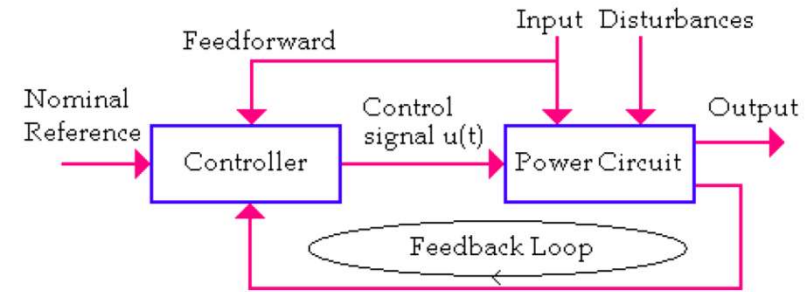 Input Disturbances
Feedforward
Nominal
Reference
Control
signal u(t)
Output
Controller
Power Circuit
Feedback Loop